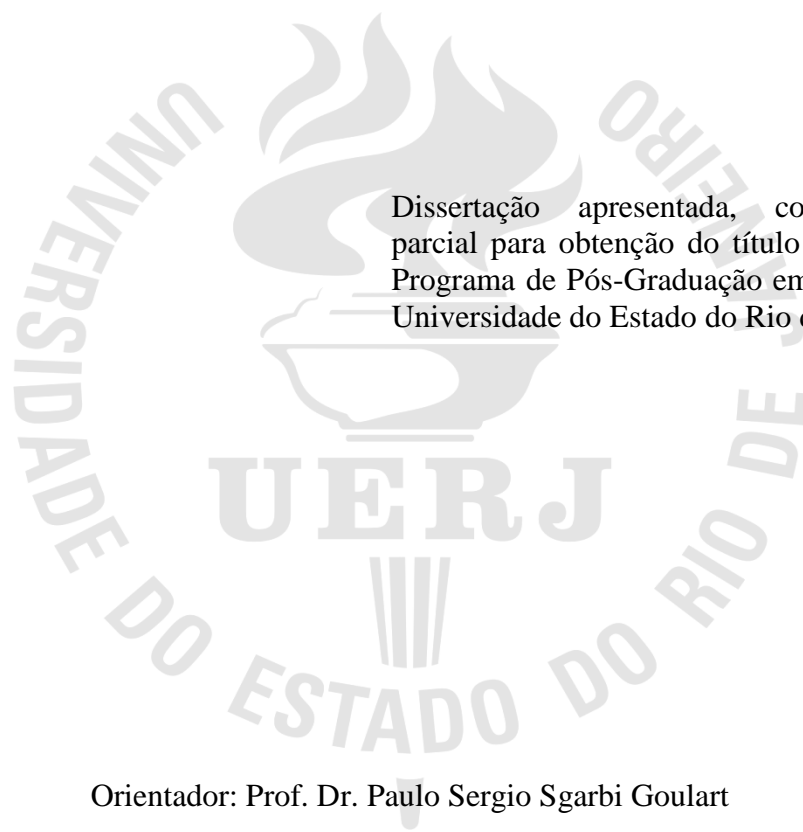 Dissertação apresentada, co
parcial para obtenção do título
Programa de Pós-Graduação em
Universidade do Estado do Rio
UNIVERSIDADE DO ESTADO DO RIO DE JANEIRO
UERJ
Orientador: Prof. Dr. Paulo Sergio Sgarbi Goulart